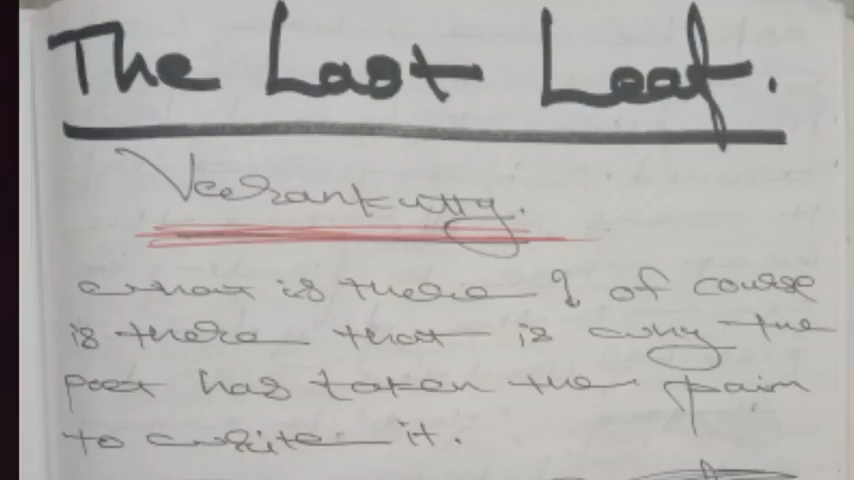 The Last Leaf.
Veerankutty.
what is there ? of course
is there that is why the
poet has taken the pain
to write it.